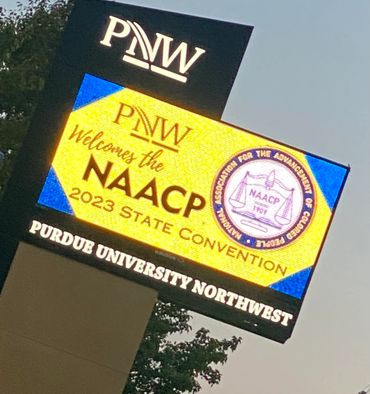 PNW
PNW
Welcomes the
NAACP
2023 STATE CONVENTION
NATIONAL ASSOCIATION FOR THE ADVANCEMENT OF COLORED PEOPLE
NAACP
1909
PURDUE UNIVERSITY NORTHWEST